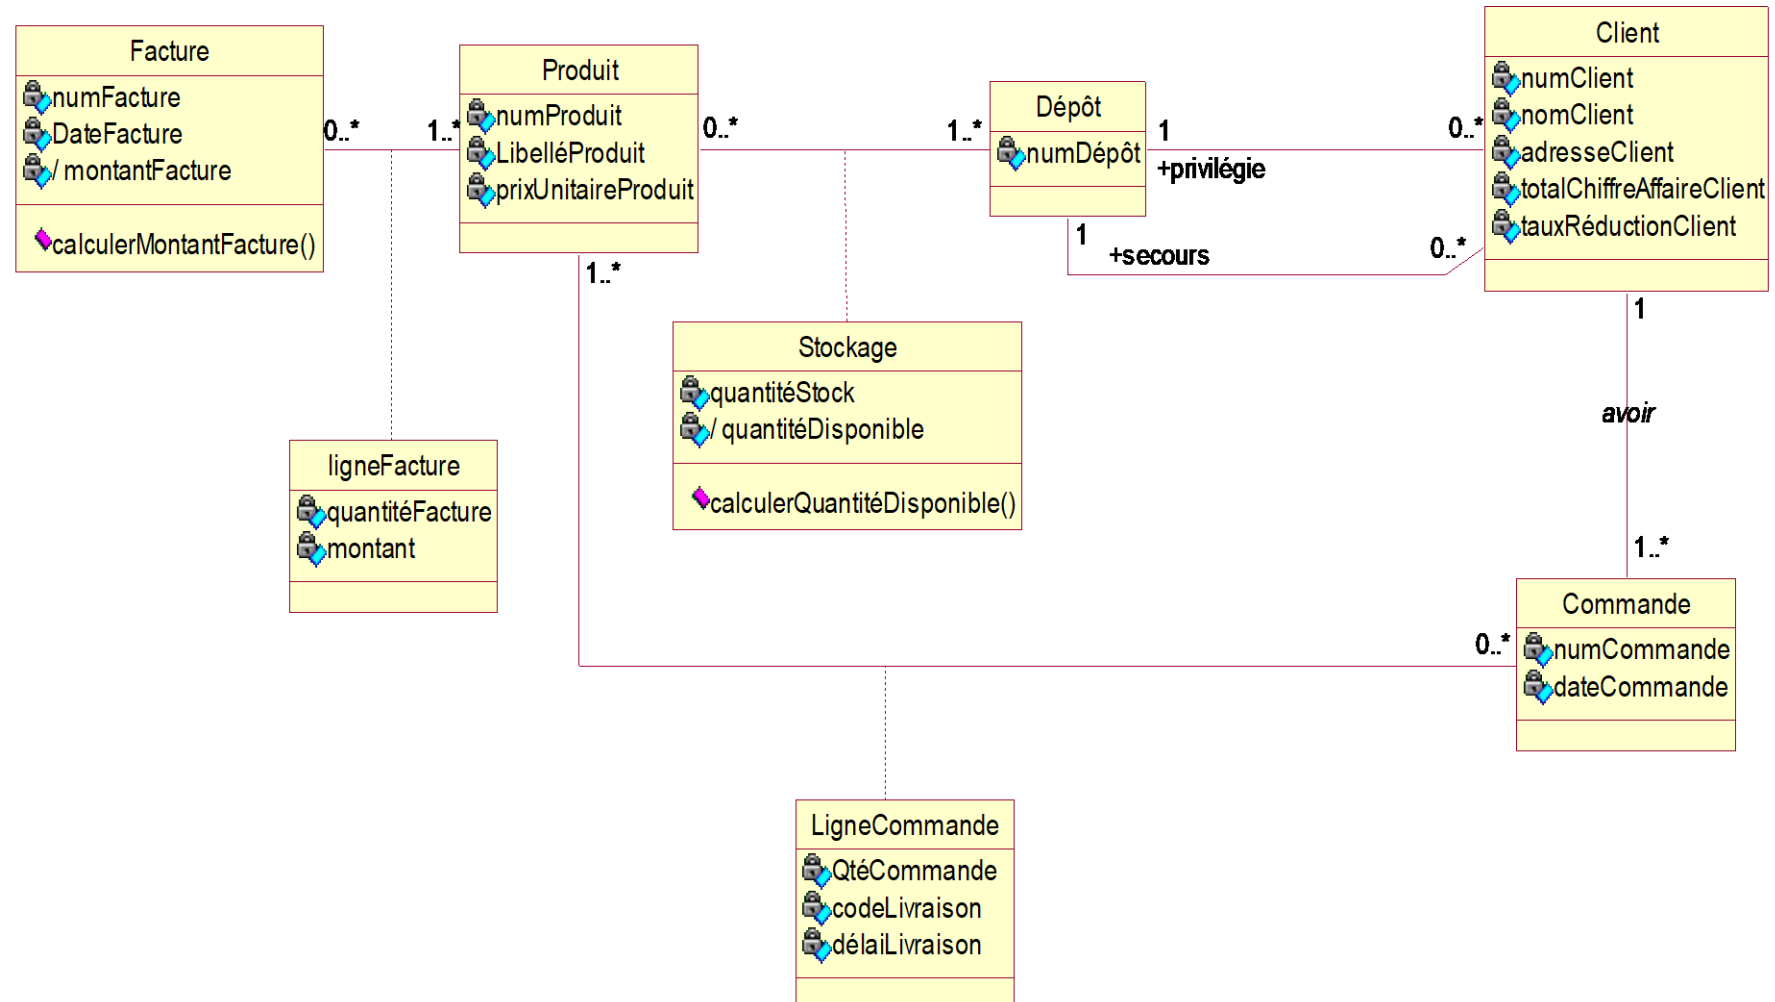 Facture
numFacture
DateFacture
/ montantFacture
calculerMontantFacture()
0..*
1..*
Produit
numProduit
LibelléProduit
prixUnitaireProduit
0..*
1..*
1..*
Dépôt
numDépôt
1
+privilégie
0..*
1
+secours
0..*
Client
numClient
nomClient
adresseClient
totalChiffreAffaireClient
tauxRéductionClient
1
avoir
1..*
Stockage
quantitéStock
/ quantitéDisponible
calculerQuantitéDisponible()
ligneFacture
quantitéFacture
montant
Commande
numCommande
dateCommande
0..*
LigneCommande
QtéCommande
codeLivraison
délaiLivraison